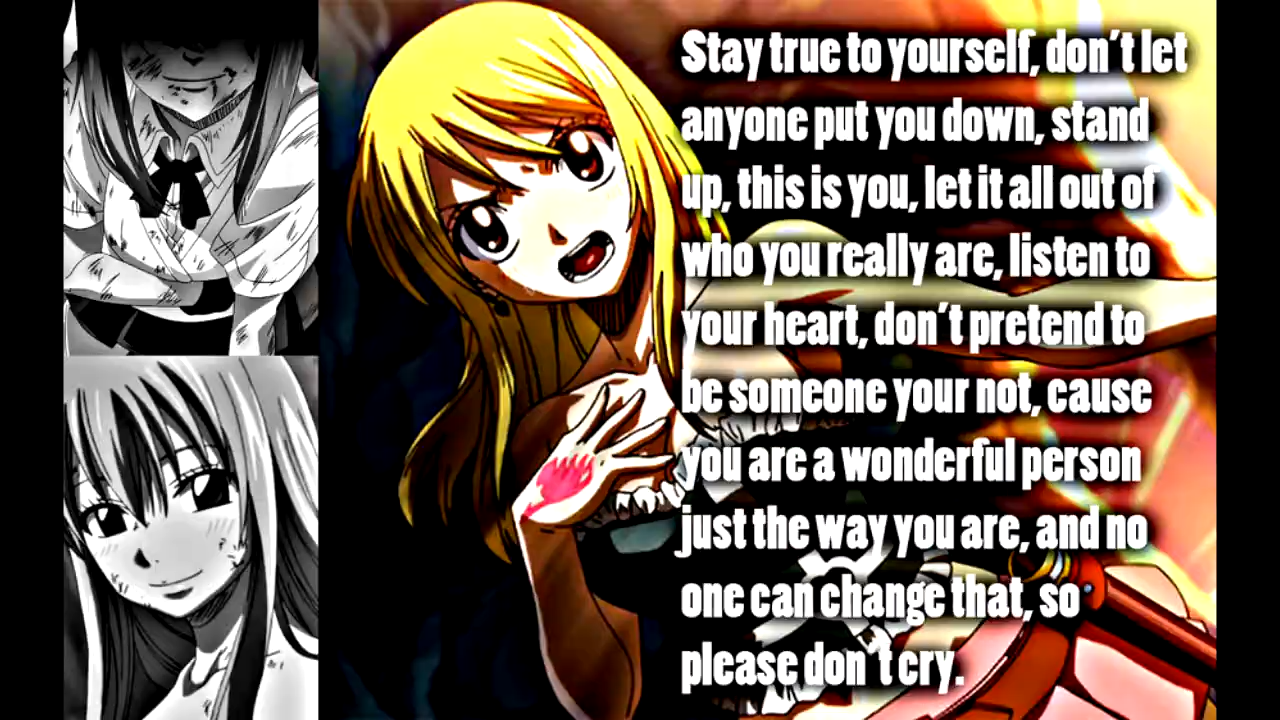 Stay true to yourself, don't let
anyone put you down, stand
up, this is you, let it all out of
who you really are, listen to
your heart, don't pretend to
be someone your not, cause
you are a wonderful person
just the way you are, and no
one can change that, so
please don't cry.